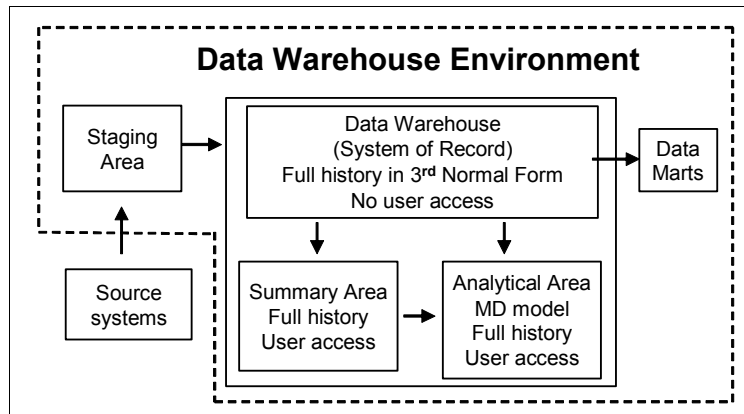 Data Warehouse Environment
Staging
Area
Data Warehouse
(System of Record)
Full history in 3rd Normal Form
No user access
Data
Marts
Source
systems
Summary Area
Full history
User access
Analytical Area
MD model
Full history
User access